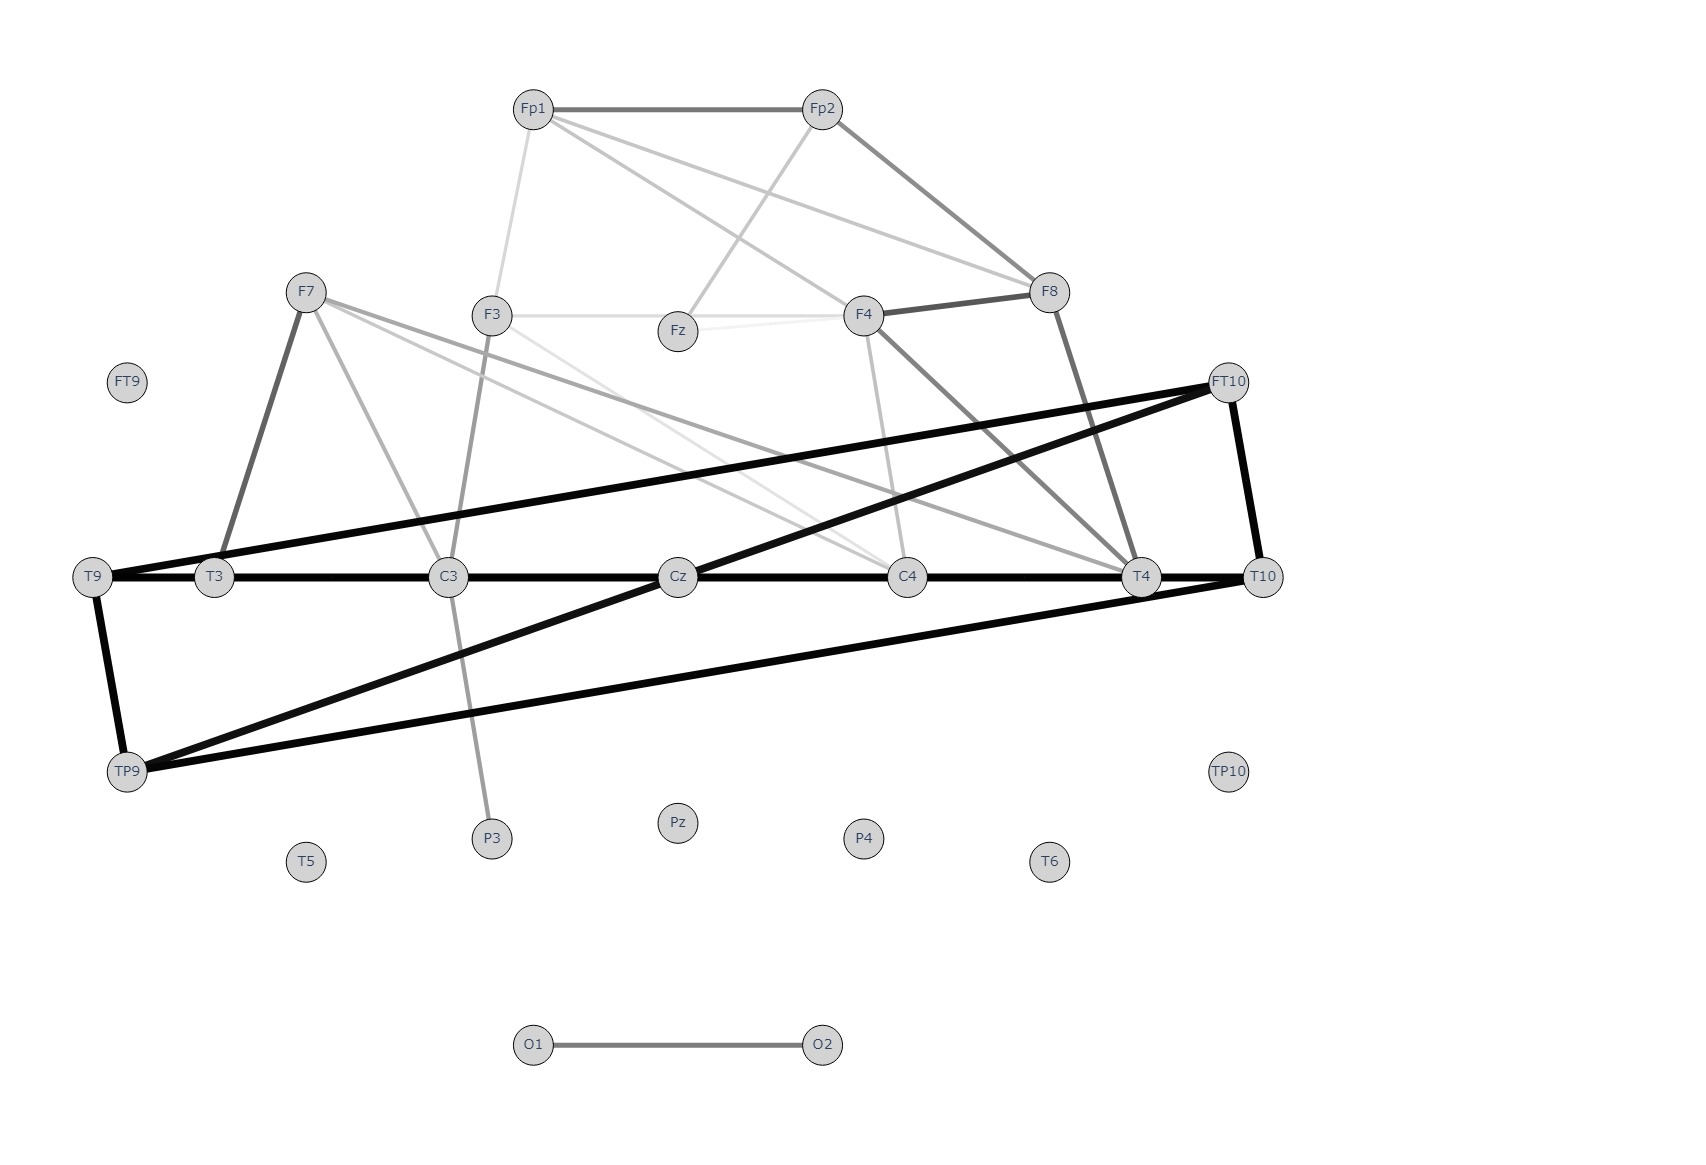 Fp1 Fp2
F7 F3 Fz F4 F8
FT9 FT10
T9 T3 C3 Cz C4 T4 T10
TP9 TP10
T5 P3 Pz P4 T6
O1 O2